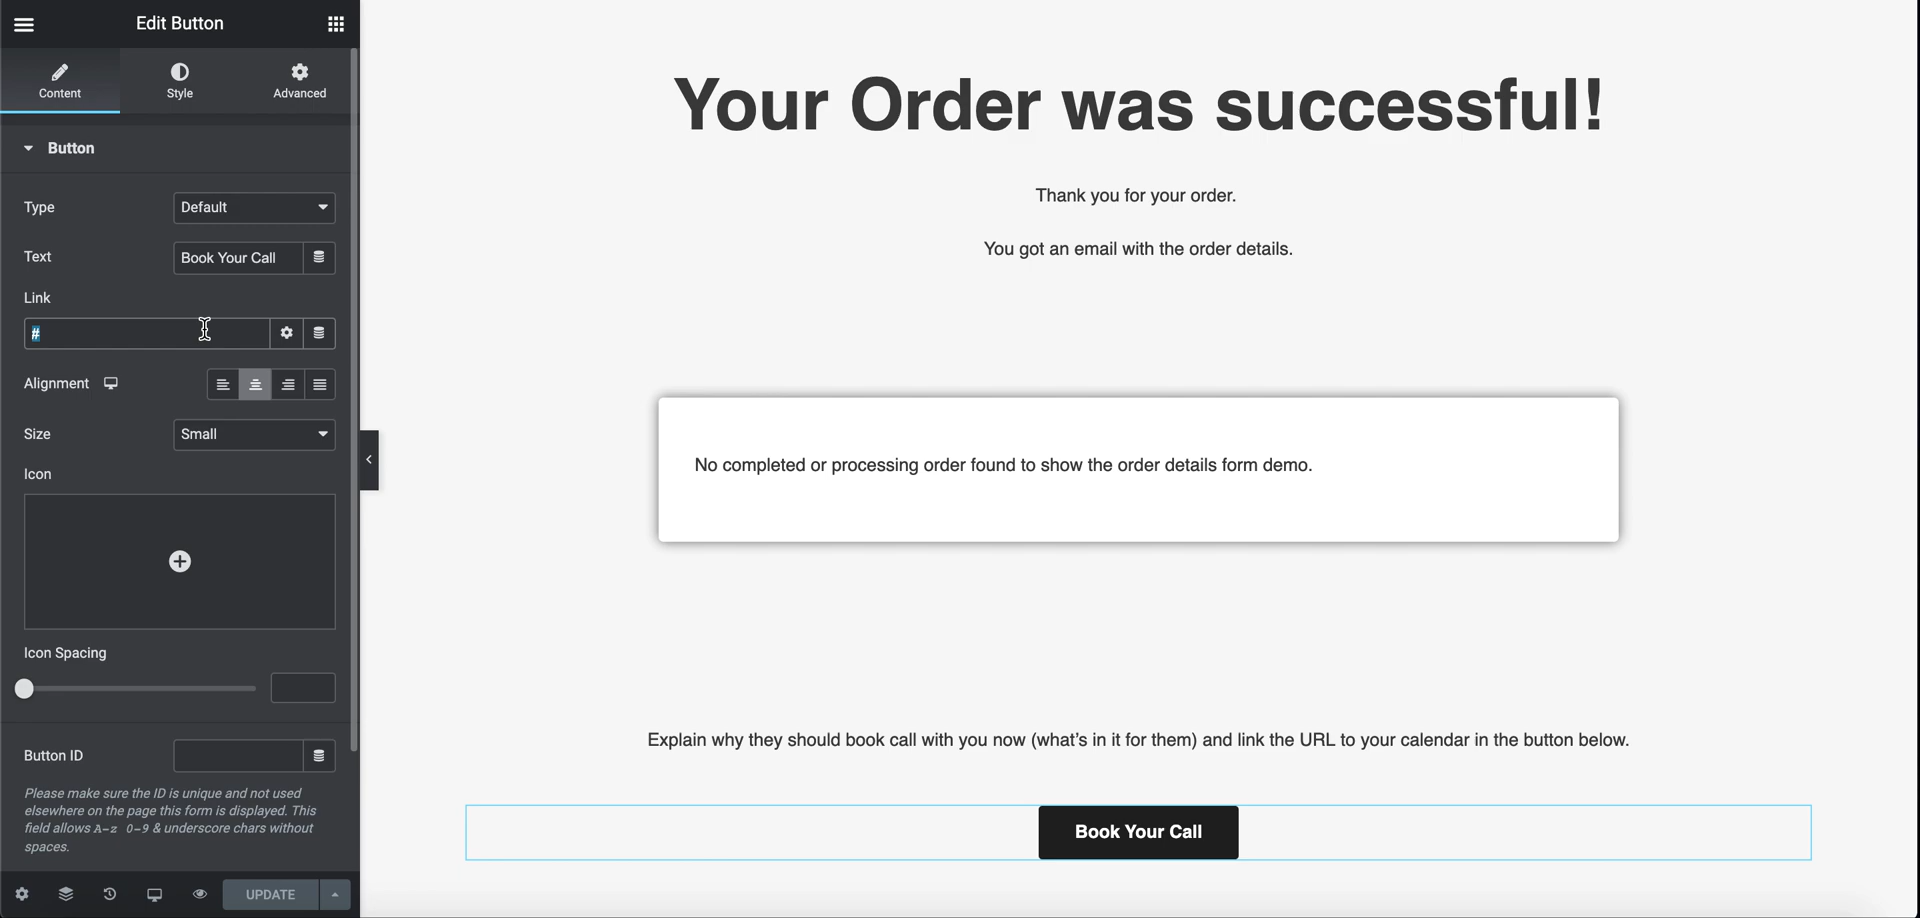 Edit Button
Content
Style
Advanced
Button
Type
Default
Text
Book Your Call
Link
#
Alignment
Size
Small
Icon
Icon Spacing
Button ID
Please make sure the ID is unique and not used
elsewhere on the page this form is displayed. This
field allows A-z 0-9 & underscore chars without
spaces.
UPDATE
Your Order was successful!
Thank you for your order.
You got an email with the order details.
No completed or processing order found to show the order details form demo.
Explain why they should book call with you now (what's in it for them) and link the URL to your calendar in the button below.
Book Your Call